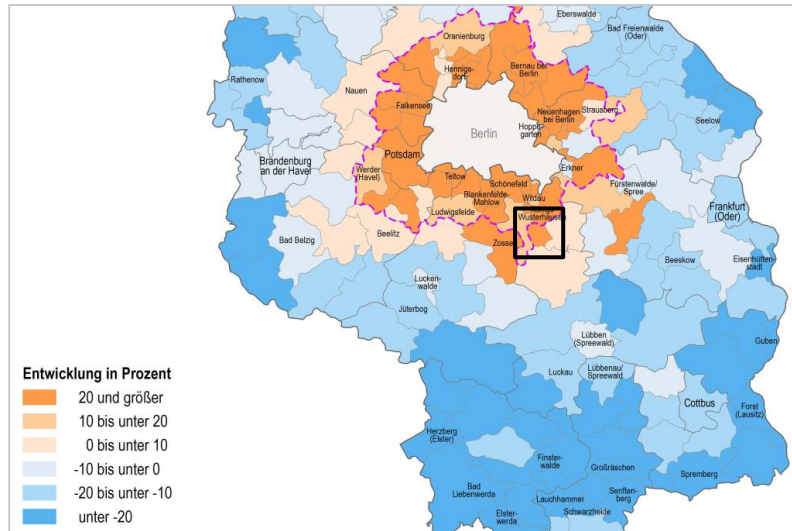 Eberswalde
Oranienburg
Bad Freienwalde
(Oder)
Rathenow
Hennigs-
dorf
Bernau bei
Berlin
Nauen
Falkensee
Neuenhagen
bei Berlin
Strausberg
Seelow
Hoppe-
garten
Berlin
Brandenburg
an der Havel
Potsdam
Werder
(Havel)
Erkner
Teltow
Schönefeld
Fürstenwalde/
Spree
Blankenfelde-
Mahlow
Wildau
Frankfurt
(Oder)
Ludwigsfelde
Wusterhausen
Beelitz
Bad Belzig
Zossen
Beeskow
Eisenhütten-
stadt
Lucken-
walde
Jüterbog
Lübben
(Spreewald)
Guben
Luckau
Lübbenau/
Spreewald
Cottbus
Forst
(Lausitz)
Herzberg
(Elster)
Finster-
walde
Großräschen
Spremberg
Bad
Liebenwerda
Lauchhammer
Senften-
berg
Elster-
werda
Schwarzheide
Entwicklung in Prozent
20 und größer
10 bis unter 20
0 bis unter 10
-10 bis unter 0
-20 bis unter -10
unter -20